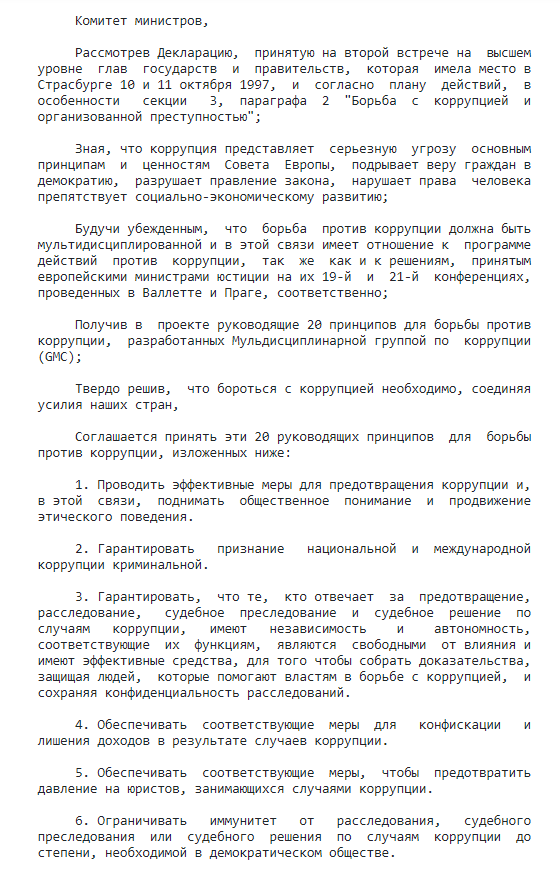 Комитет министров,
Рассмотрев Декларацию, принятую на второй встрече на высшем
уровне глав государств и правительств, которая имела место в
Страсбурге 10 и 11 октября 1997, и согласно плану действий, в
особенности секции 3, параграфа 2 "Борьба с коррупцией и
организованной преступностью";
Зная, что коррупция представляет серьезную угрозу основным
принципам и ценностям Совета Европы, подрывает веру граждан в
демократию, разрушает правление закона, нарушает права человека
препятствует социально-экономическому развитию;
Будучи убежденным, что борьба против коррупции должна быть
мультидисциплированной и в этой связи имеет отношение к программе
действий против коррупции, так же как и к решениям, принятым
европейскими министрами юстиции на их 19-й и 21-й конференциях,
проведенных в Валлетте и Праге, соответственно;
Получив в проекте руководящие 20 принципов для борьбы против
коррупции, разработанных Мульдисциплинарной группой по коррупции
(GMC);
Твердо решив, что бороться с коррупцией необходимо, соединяя
усилия наших стран,
Соглашается принять эти 20 руководящих принципов для борьбы
против коррупции, изложенных ниже:
1. Проводить эффективные меры для предотвращения коррупции и,
в этой связи, поднимать общественное понимание и продвижение
этического поведения.
2. Гарантировать признание национальной и международной
коррупции криминальной.
3. Гарантировать, что те, кто отвечает за предотвращение,
расследование, судебное преследование и судебное решение по
случаям коррупции, имеют независимость и автономность,
соответствующие их функциям, являются свободными от влияния и
имеют эффективные средства, для того чтобы собрать доказательства,
защищая людей, которые помогают властям в борьбе с коррупцией, и
сохраняя конфиденциальность расследований.
4. Обеспечивать соответствующие меры для конфискации и
лишения доходов в результате случаев коррупции.
5. Обеспечивать соответствующие меры, чтобы предотвратить
давление на юристов, занимающихся случаями коррупции.
6. Ограничивать иммунитет от расследования, судебного
преследования или судебного решения по случаям коррупции до
степени, необходимой в демократическом обществе.